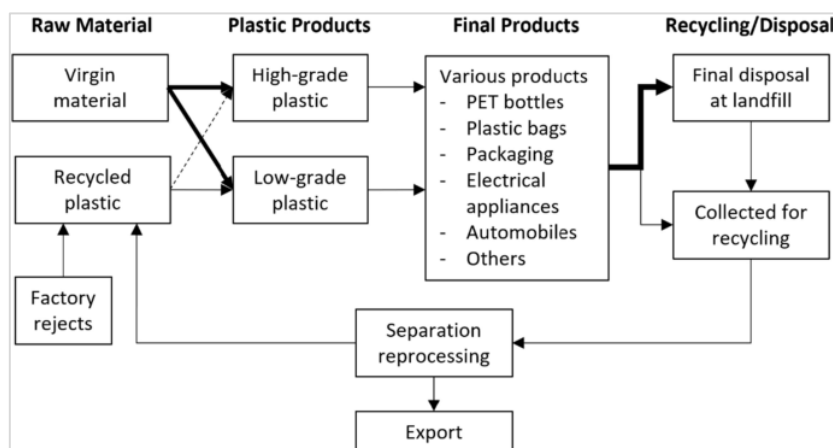 Raw Material
Plastic Products
Final Products
Recycling/Disposal
Virgin
material
High-grade
plastic
Various products
- PET bottles
- Plastic bags
- Packaging
- Electrical
appliances
- Automobiles
- Others
Final disposal
at landfill
Recycled
plastic
Low-grade
plastic
Collected for
recycling
Factory
rejects
Separation
reprocessing
Export